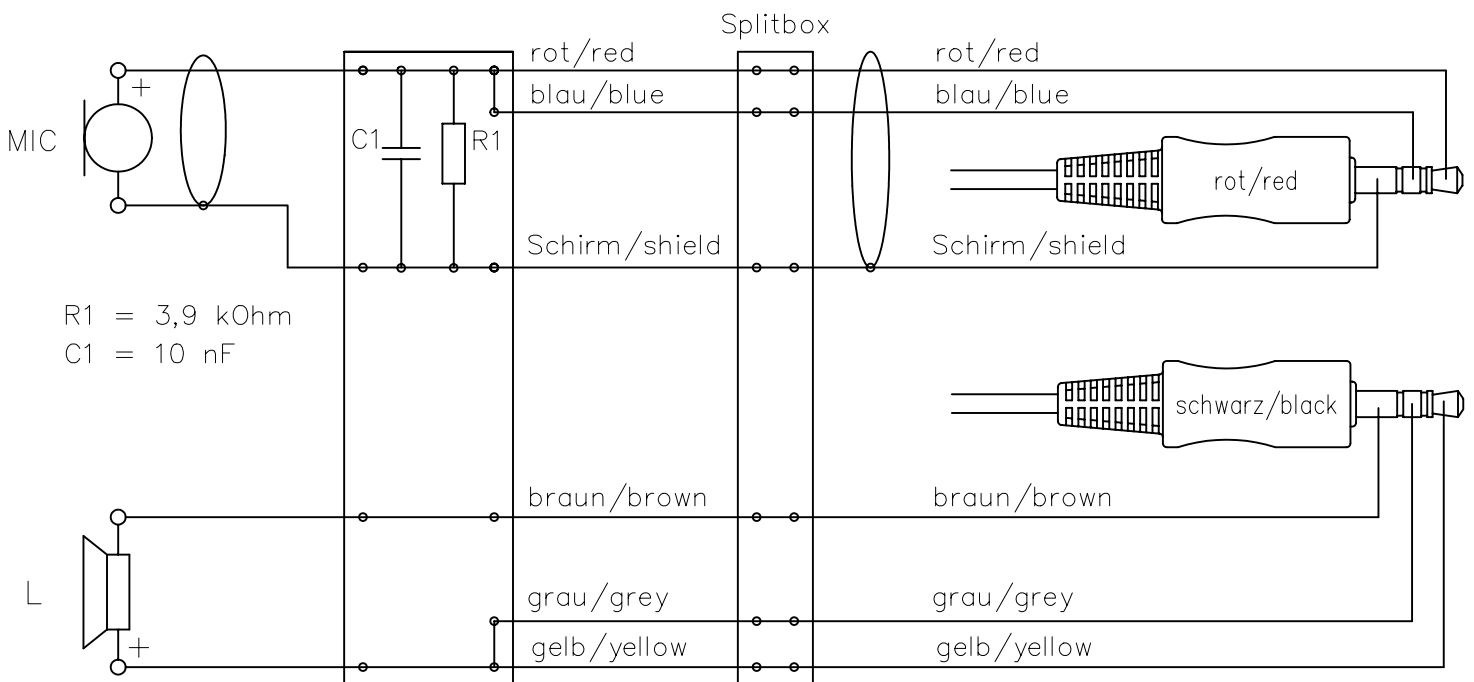 Splitbox
rot/red
rot/red
+
blau/blue
blau/blue
MIC
C1
R1
rot/red
Schirm/shield
Schirm/shield
R1 = 3,9 kOhm
C1 = 10 nF
schwarz/black
braun/brown
braun/brown
L
grau/grey
grau/grey
+
gelb/yellow
gelb/yellow